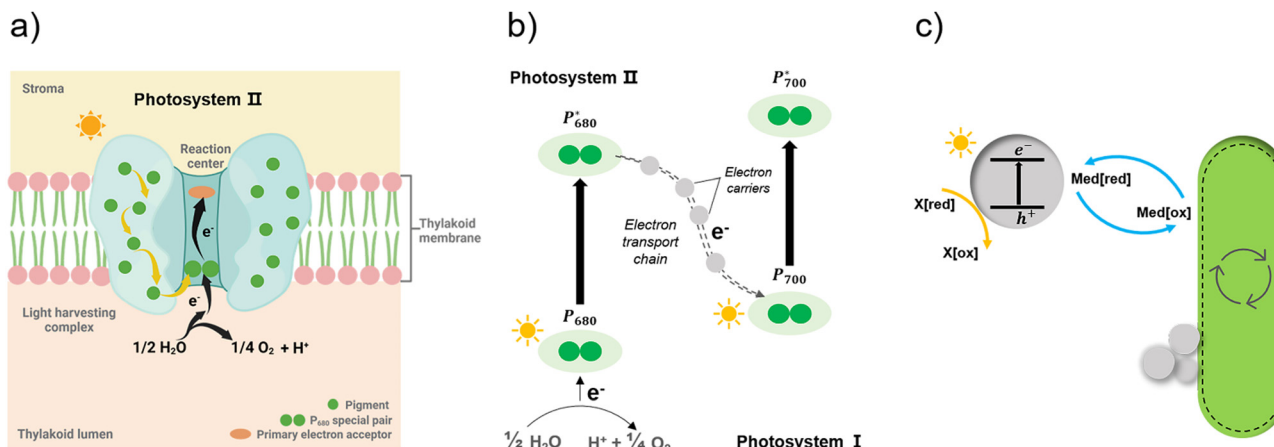 a)
Stroma
Photosystem II
Reaction
center
e-
Thylakoid
membrane
e-
Light harvesting
complex
1/2 H₂O
1/4 O₂ + H⁺
Pigment
P₆₈₀ special pair
Primary electron acceptor
Thylakoid lumen
b)
Photosystem II
P*₆₈₀
P*₇₀₀
Electron
carriers
Electron
transport
chain
e-
P₇₀₀
P₆₈₀
e-
½ H₂O
H⁺ + ¼ O₂
Photosystem I
c)
e⁻
h⁺
X[red]
X[ox]
Med[red]
Med[ox]